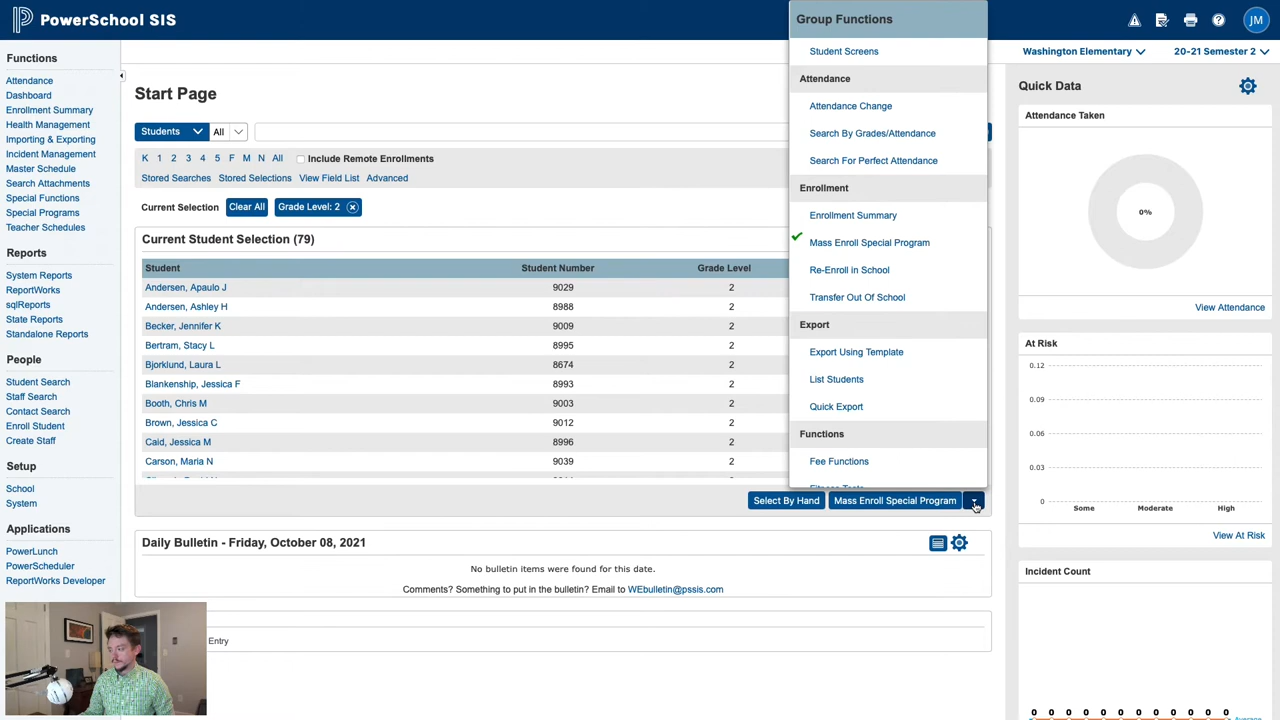 PowerSchool SIS
JM
Washington Elementary
20-21 Semester 2
Functions
Attendance
Dashboard
Enrollment Summary
Health Management
Importing & Exporting
Incident Management
Master Schedule
Search Attachments
Special Functions
Special Programs
Teacher Schedules
Reports
System Reports
ReportWorks
sqlReports
State Reports
Standalone Reports
People
Student Search
Staff Search
Contact Search
Enroll Student
Create Staff
Setup
School
System
Applications
PowerLunch
PowerScheduler
ReportWorks Developer
Start Page
Students All
K 1 2 3 4 5 F M N All Include Remote Enrollments
Stored Searches Stored Selections View Field List Advanced
Current Selection Clear All Grade Level: 2
Current Student Selection (79)
Student Student Number Grade Level
Andersen, Apaulo J 9029 2
Andersen, Ashley H 8988 2
Becker, Jennifer K 9009 2
Bertram, Stacy L 8995 2
Bjorklund, Laura L 8674 2
Blankenship, Jessica F 8993 2
Booth, Chris M 9003 2
Brown, Jessica C 9012 2
Caid, Jessica M 8996 2
Carson, Maria N 9039 2
Select By Hand Mass Enroll Special Program
Daily Bulletin - Friday, October 08, 2021
No bulletin items were found for this date.
Comments? Something to put in the bulletin? Email to WEbulletin@pssis.com
Entry
Group Functions
Student Screens
Attendance
Attendance Change
Search By Grades/Attendance
Search For Perfect Attendance
Enrollment
Enrollment Summary
Mass Enroll Special Program
Re-Enroll in School
Transfer Out Of School
Export
Export Using Template
List Students
Quick Export
Functions
Fee Functions
Quick Data
Attendance Taken
0%
View Attendance
At Risk
0.12
0.09
0.06
0.03
0
Some Moderate High
View At Risk
Incident Count
0 0 0 0 0 0 0 0 0 0 0
Average